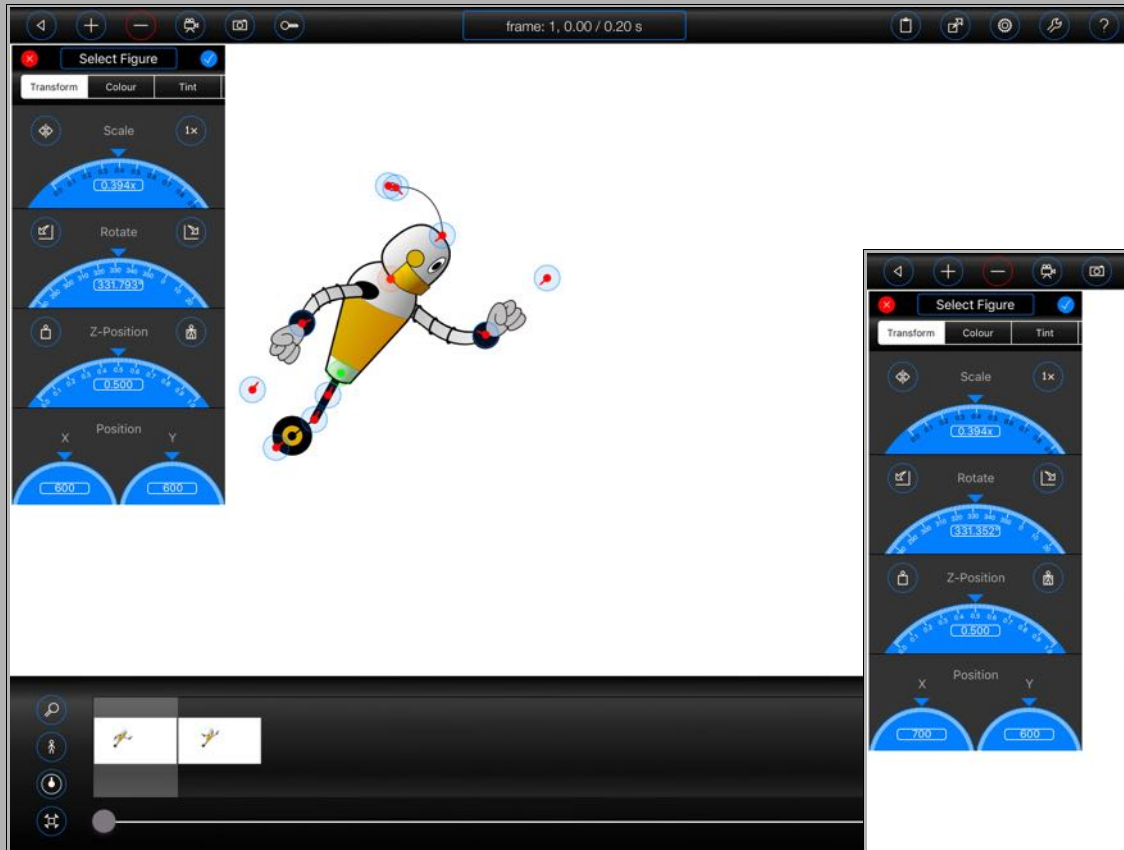 frame: 1, 0.00 / 0.20 s
?
Select Figure
Transform Colour Tint
Scale
1x
0.394x
Rotate
331.793°
Z-Position
0.500
Position
X Y
600 600
Select Figure
Transform Colour Tint
Scale
1x
0.394x
Rotate
331.352°
Z-Position
0.500
Position
X Y
700 600